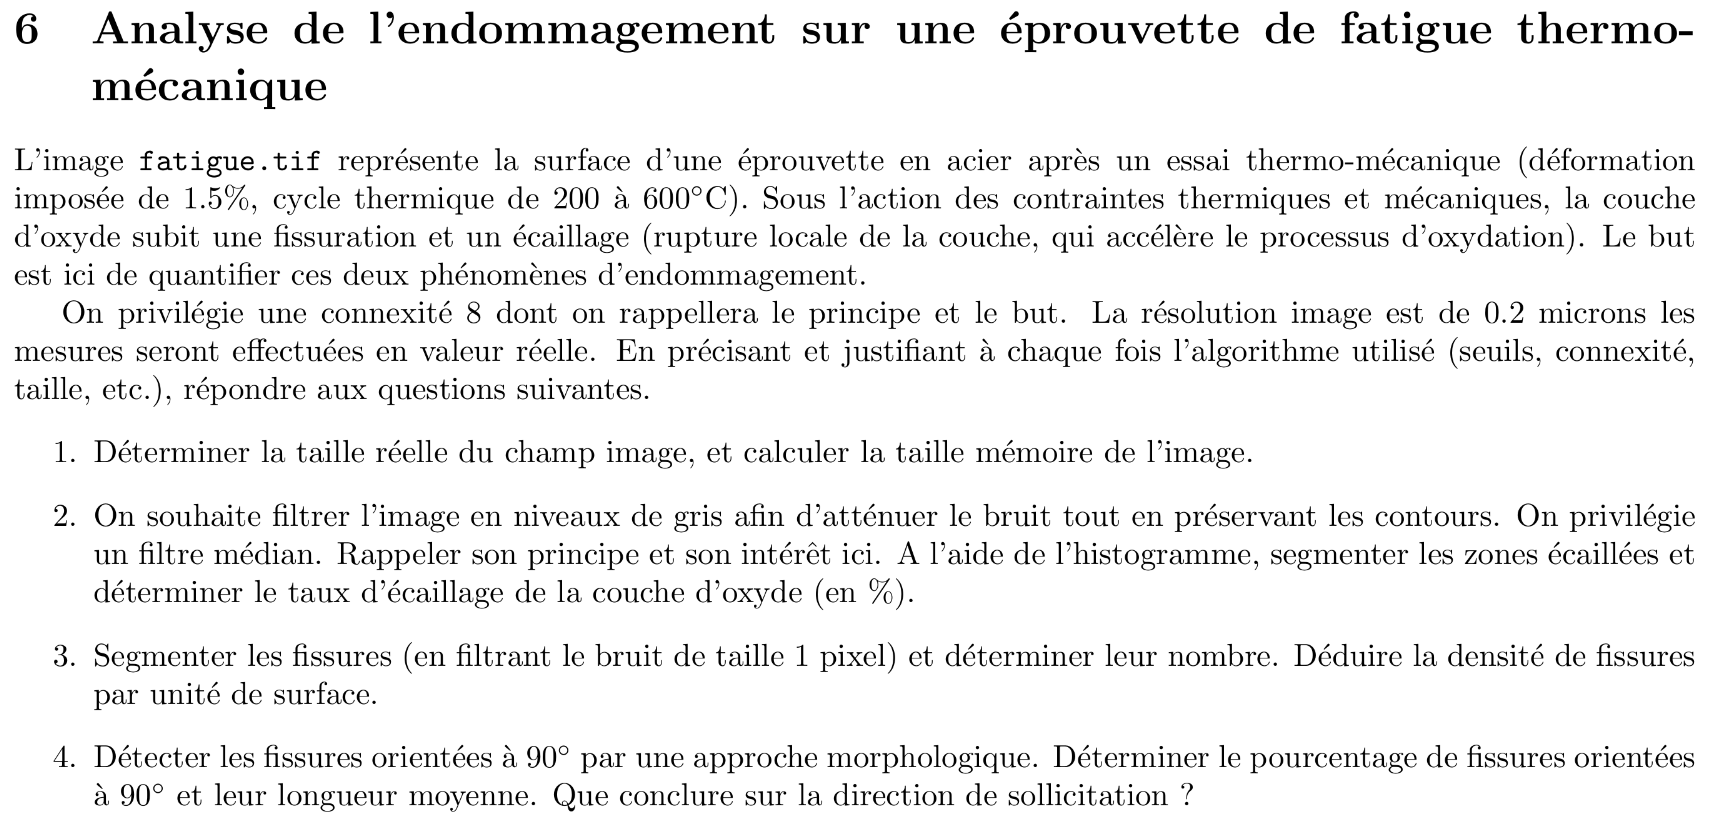 6 Analyse de l'endommagement sur une éprouvette de fatigue thermo-
mécanique
L'image fatigue.tif représente la surface d'une éprouvette en acier après un essai thermo-mécanique (déformation
imposée de 1.5%, cycle thermique de 200 à 600°C). Sous l'action des contraintes thermiques et mécaniques, la couche
d'oxyde subit une fissuration et un écaillage (rupture locale de la couche, qui accélère le processus d'oxydation). Le but
est ici de quantifier ces deux phénomènes d'endommagement.
On privilégie une connexité 8 dont on rappellera le principe et le but. La résolution image est de 0.2 microns les
mesures seront effectuées en valeur réelle. En précisant et justifiant à chaque fois l'algorithme utilisé (seuils, connexité,
taille, etc.), répondre aux questions suivantes.
1. Déterminer la taille réelle du champ image, et calculer la taille mémoire de l'image.
2. On souhaite filtrer l'image en niveaux de gris afin d'atténuer le bruit tout en préservant les contours. On privilégie
un filtre médian. Rappeler son principe et son intérêt ici. A l'aide de l'histogramme, segmenter les zones écaillées et
déterminer le taux d'écaillage de la couche d'oxyde (en %).
3. Segmenter les fissures (en filtrant le bruit de taille 1 pixel) et déterminer leur nombre. Déduire la densité de fissures
par unité de surface.
4. Détecter les fissures orientées à 90° par une approche morphologique. Déterminer le pourcentage de fissures orientées
à 90° et leur longueur moyenne. Que conclure sur la direction de sollicitation ?